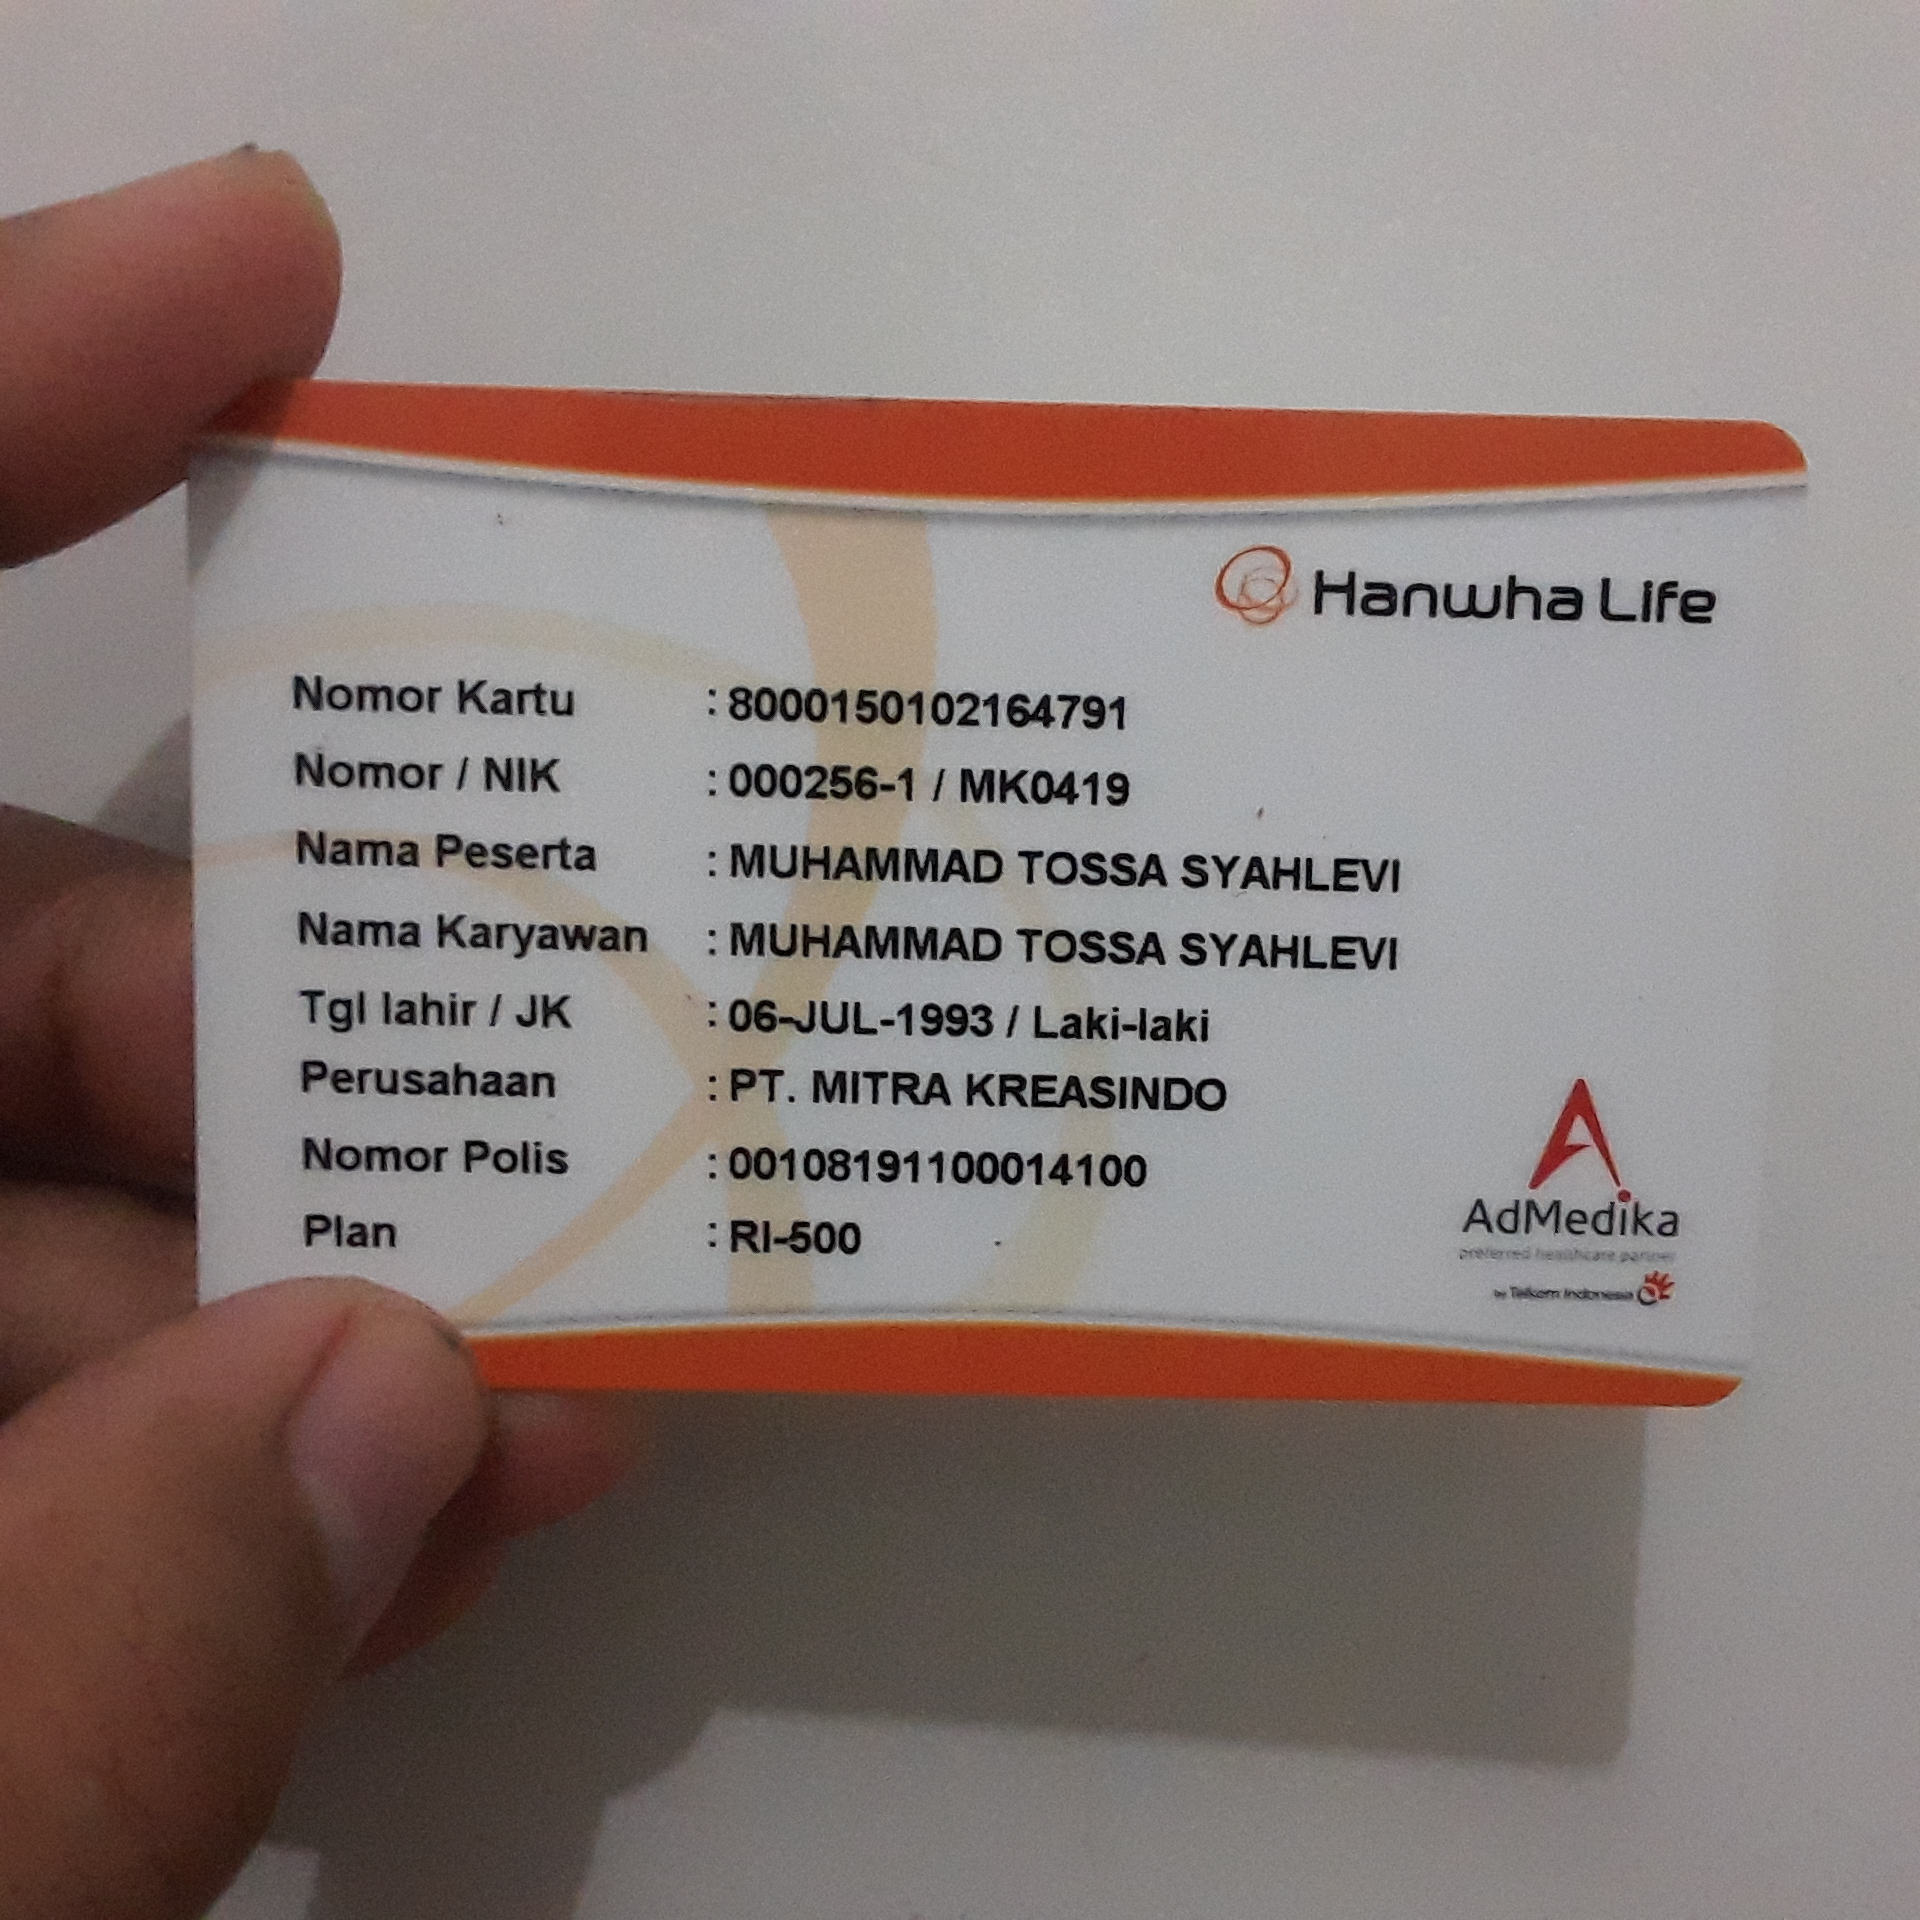 Hanwha Life
Nomor Kartu : 8000150102164791
Nomor / NIK : 000256-1 / MK0419
Nama Peserta : MUHAMMAD TOSSA SYAHLEVI
Nama Karyawan : MUHAMMAD TOSSA SYAHLEVI
Tgl lahir / JK : 06-JUL-1993 / Laki-laki
Perusahaan : PT. MITRA KREASINDO
Nomor Polis : 00108191100014100
Plan : RI-500
AdMedika
preferred healthcare partner
by Telkom Indonesia